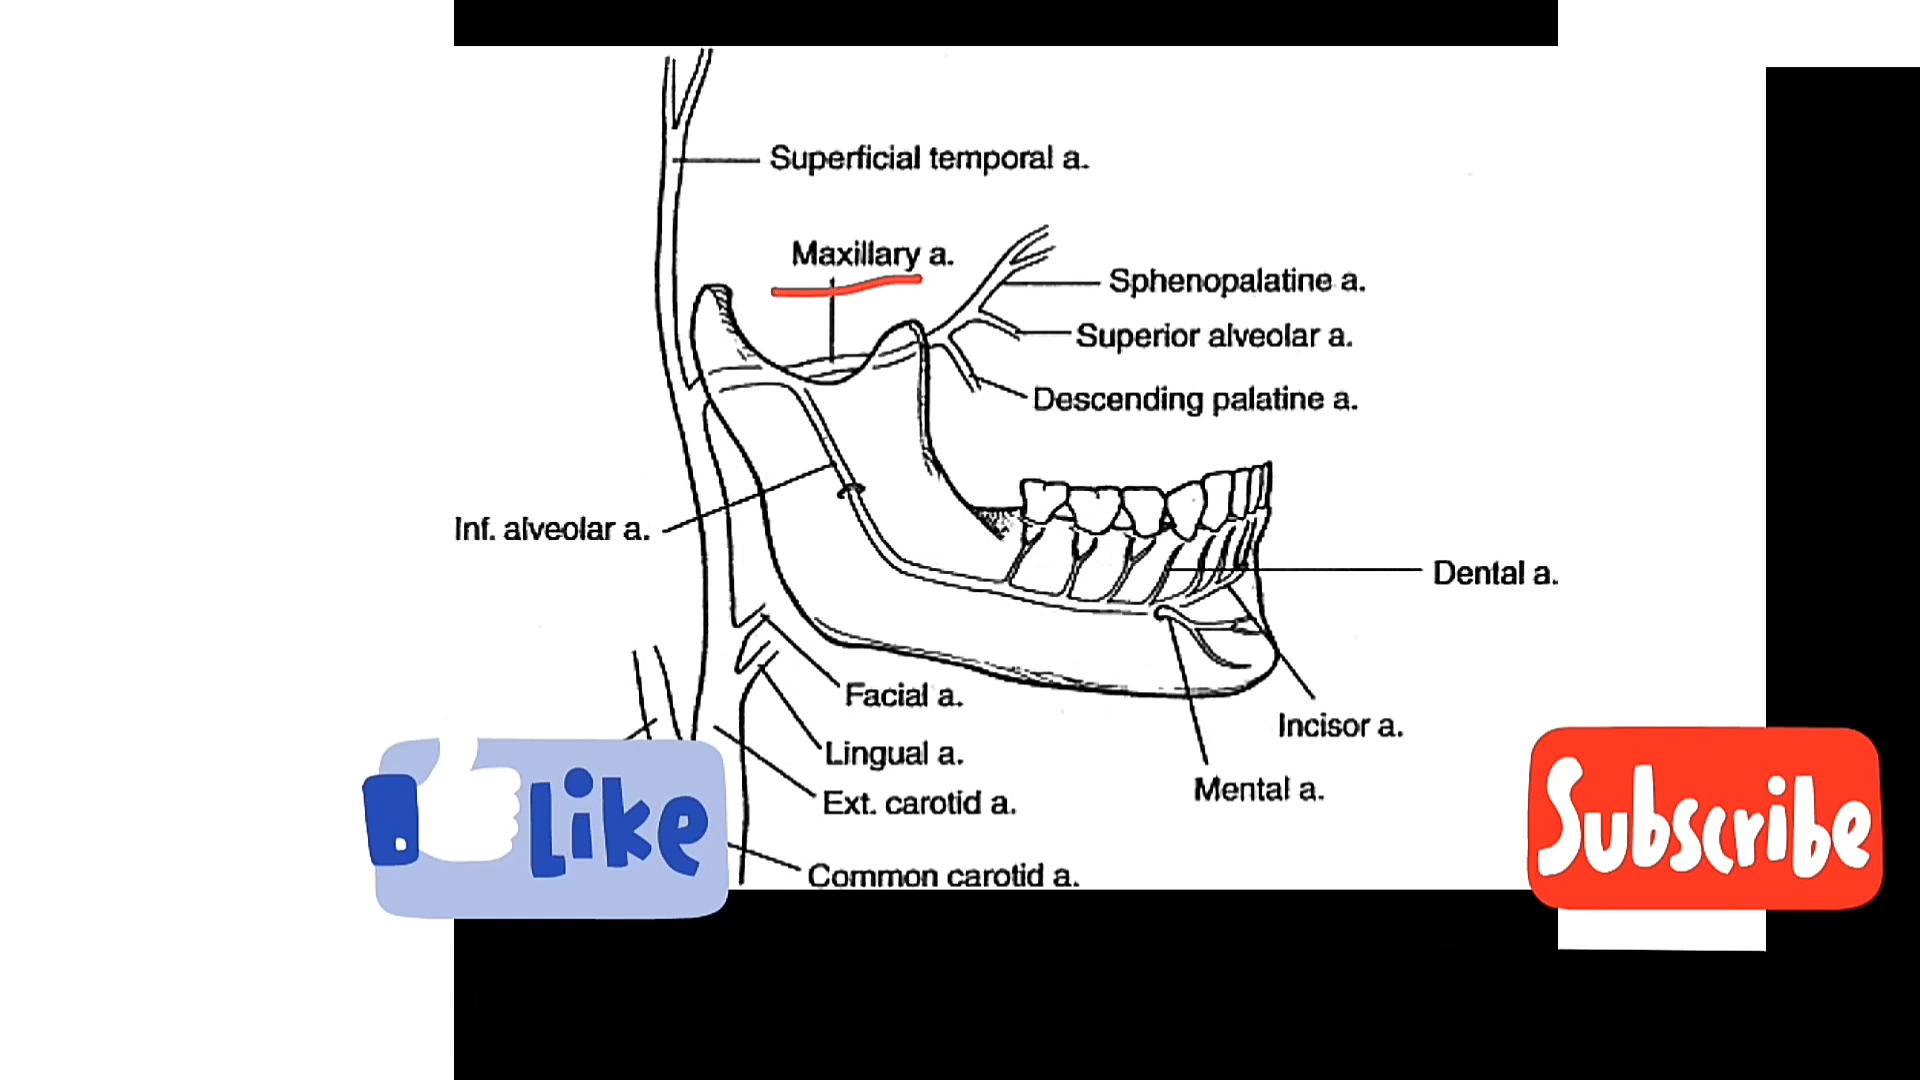 Superficial temporal a.
Maxillary a.
Sphenopalatine a.
Superior alveolar a.
Descending palatine a.
Inf. alveolar a.
Dental a.
Facial a.
Incisor a.
Lingual a.
Mental a.
Ext. carotid a.
Common carotid a.
Like
Subscribe